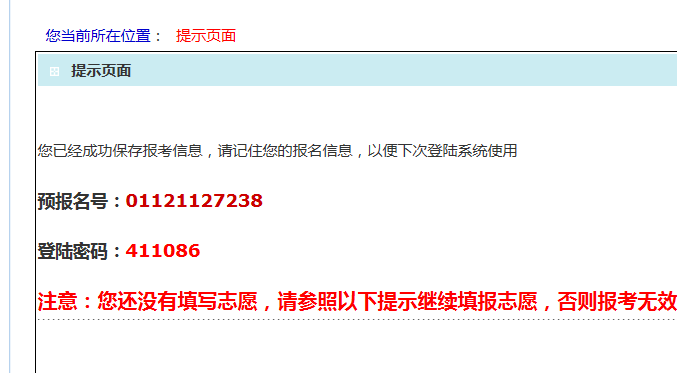 您当前所在位置： 提示页面
提示页面
您已经成功保存报考信息，请记住您的报名信息，以便下次登陆系统使用
预报名号：01121127238
登陆密码：411086
注意：您还没有填写志愿，请参照以下提示继续填报志愿，否则报考无效